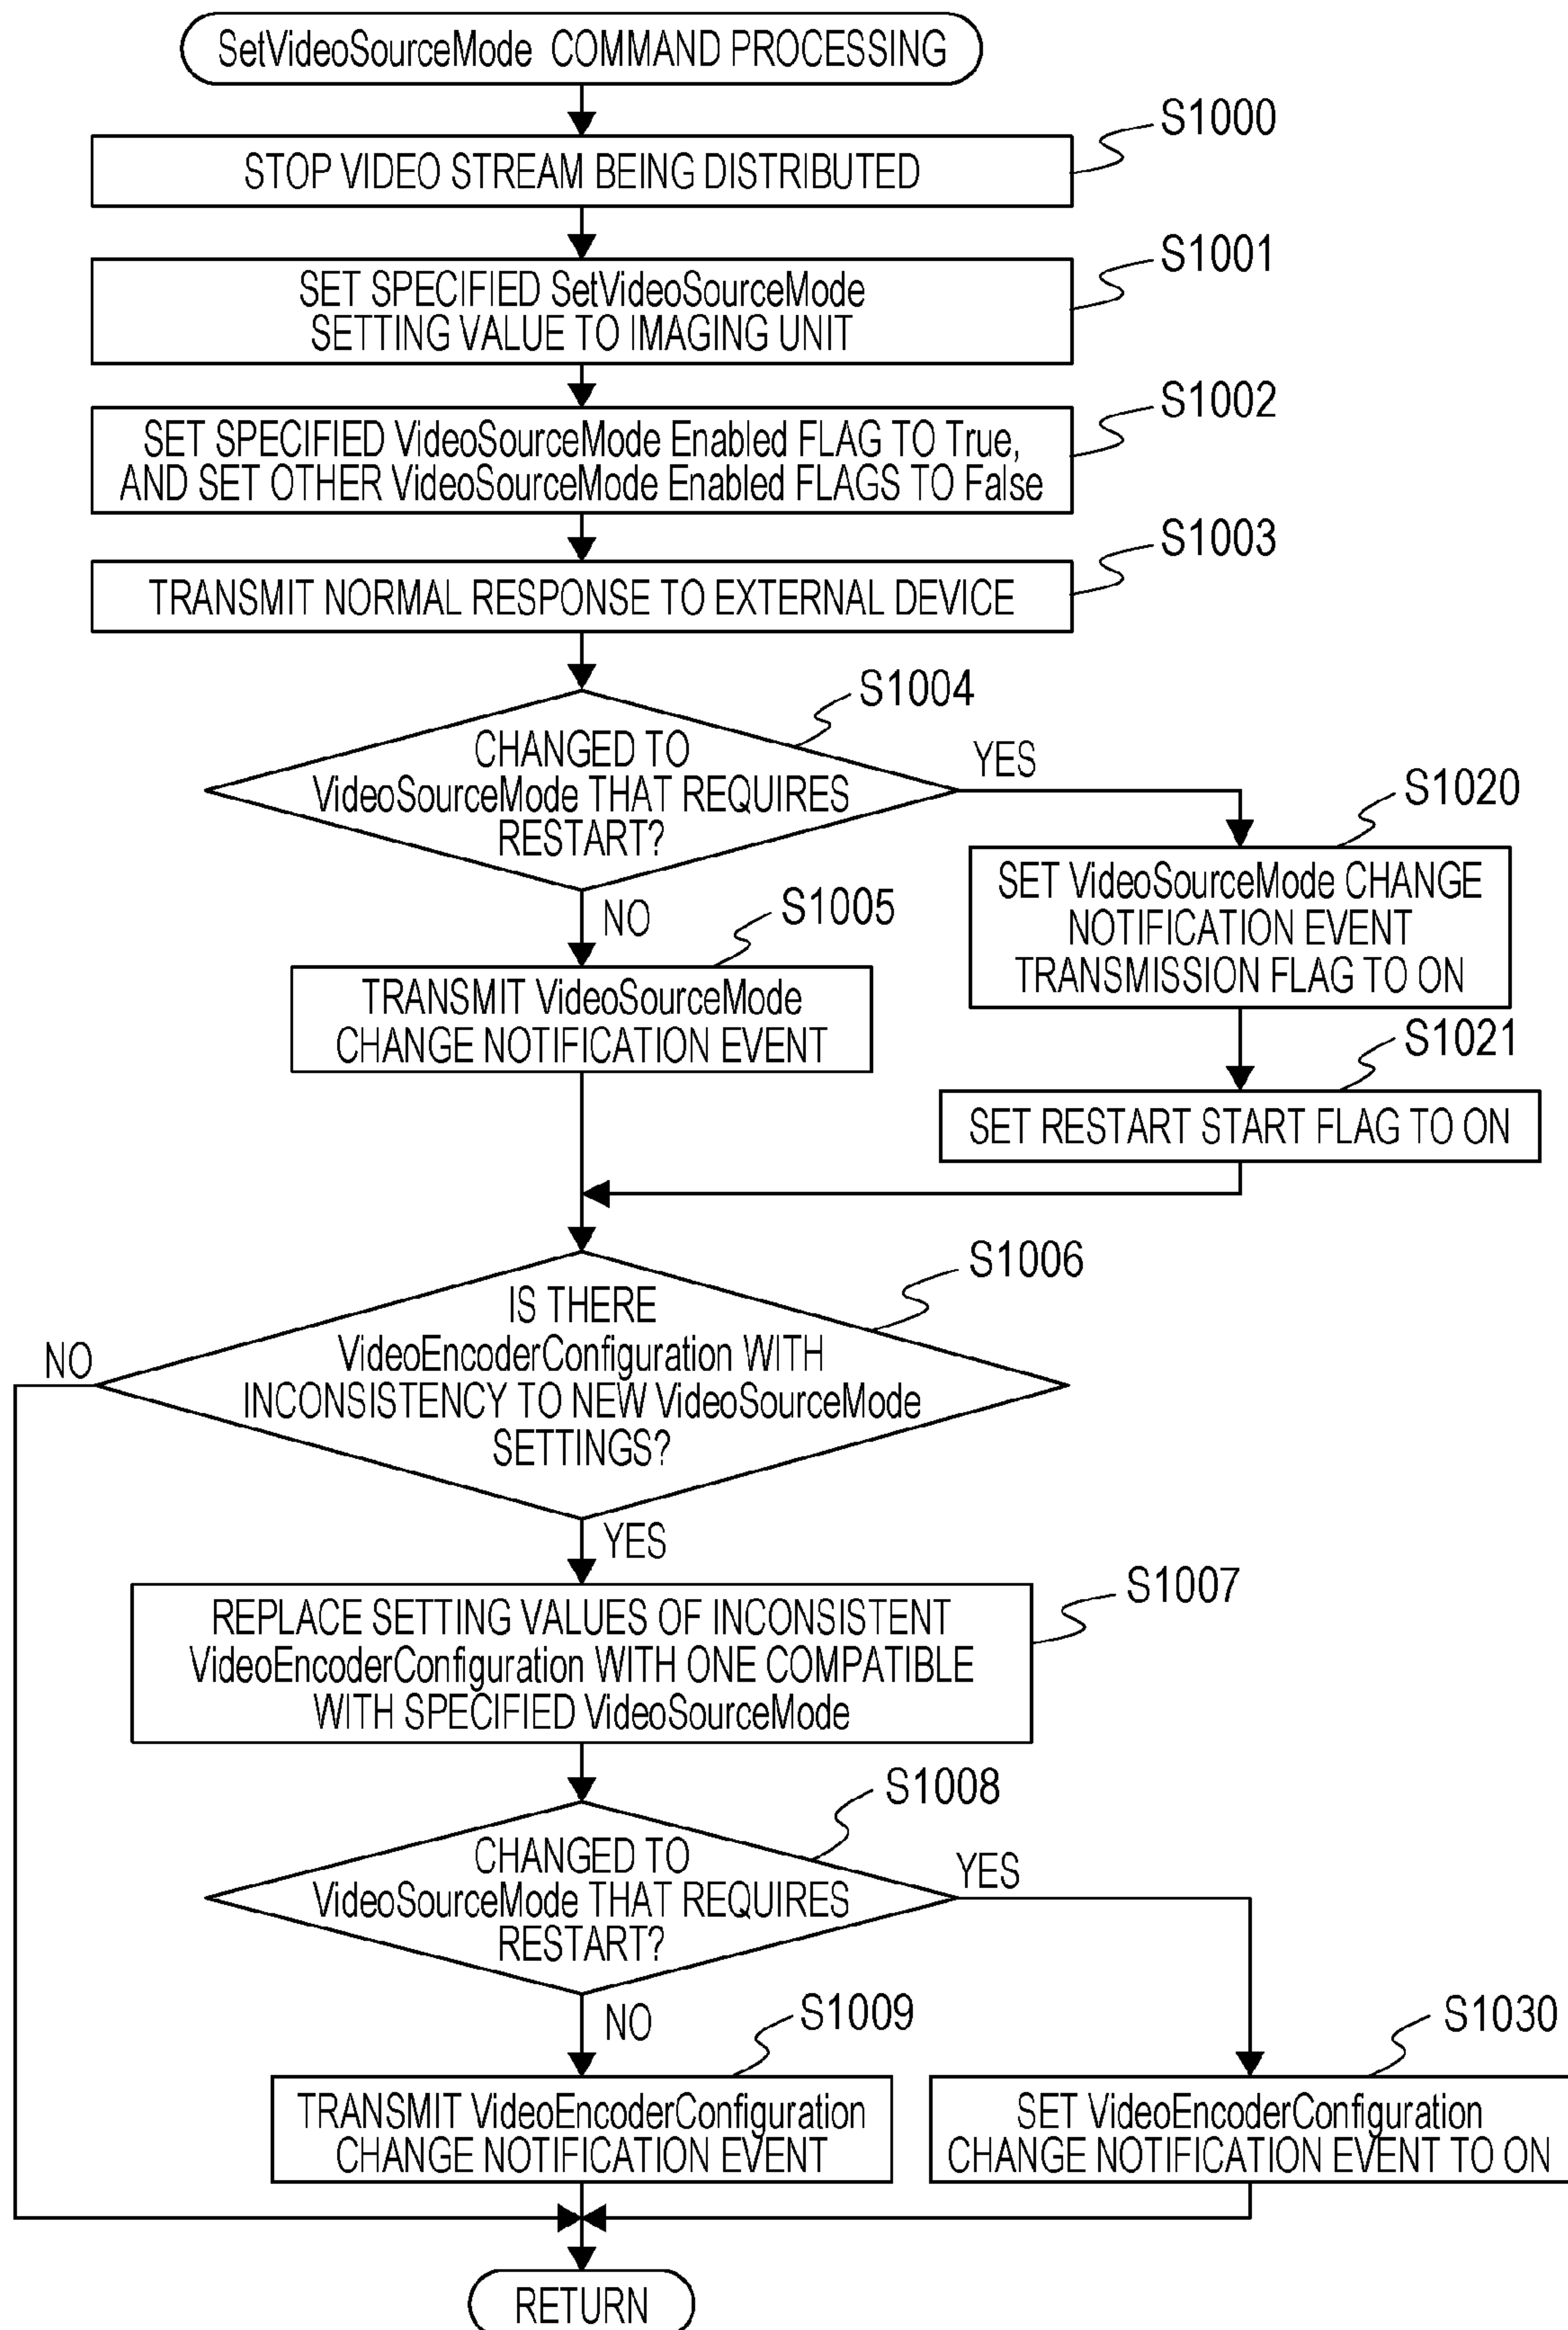 SetVideoSourceMode COMMAND PROCESSING
S1000
STOP VIDEO STREAM BEING DISTRIBUTED
S1001
SET SPECIFIED SetVideoSourceMode
SETTING VALUE TO IMAGING UNIT
S1002
SET SPECIFIED VideoSourceMode Enabled FLAG TO True,
AND SET OTHER VideoSourceMode Enabled FLAGS TO False
S1003
TRANSMIT NORMAL RESPONSE TO EXTERNAL DEVICE
S1004
CHANGED TO
VideoSourceMode THAT REQUIRES
RESTART?
YES
S1020
SET VideoSourceMode CHANGE
NOTIFICATION EVENT
TRANSMISSION FLAG TO ON
NO
S1005
TRANSMIT VideoSourceMode
CHANGE NOTIFICATION EVENT
S1021
SET RESTART START FLAG TO ON
S1006
IS THERE
VideoEncoderConfiguration WITH
INCONSISTENCY TO NEW VideoSourceMode
SETTINGS?
NO
YES
S1007
REPLACE SETTING VALUES OF INCONSISTENT
VideoEncoderConfiguration WITH ONE COMPATIBLE
WITH SPECIFIED VideoSourceMode
S1008
CHANGED TO
VideoSourceMode THAT REQUIRES
RESTART?
YES
NO
S1009
TRANSMIT VideoEncoderConfiguration
CHANGE NOTIFICATION EVENT
S1030
SET VideoEncoderConfiguration
CHANGE NOTIFICATION EVENT TO ON
RETURN